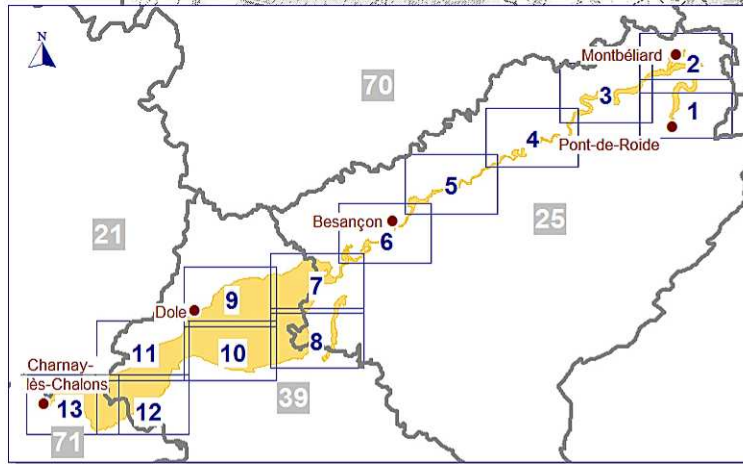 N
Montbéliard
2
70
3
1
4
Pont-de-Roide
5
25
Besançon
21
6
7
9
Dole
8
11
10
Charnay-
lès-Chalons
39
13
12
71